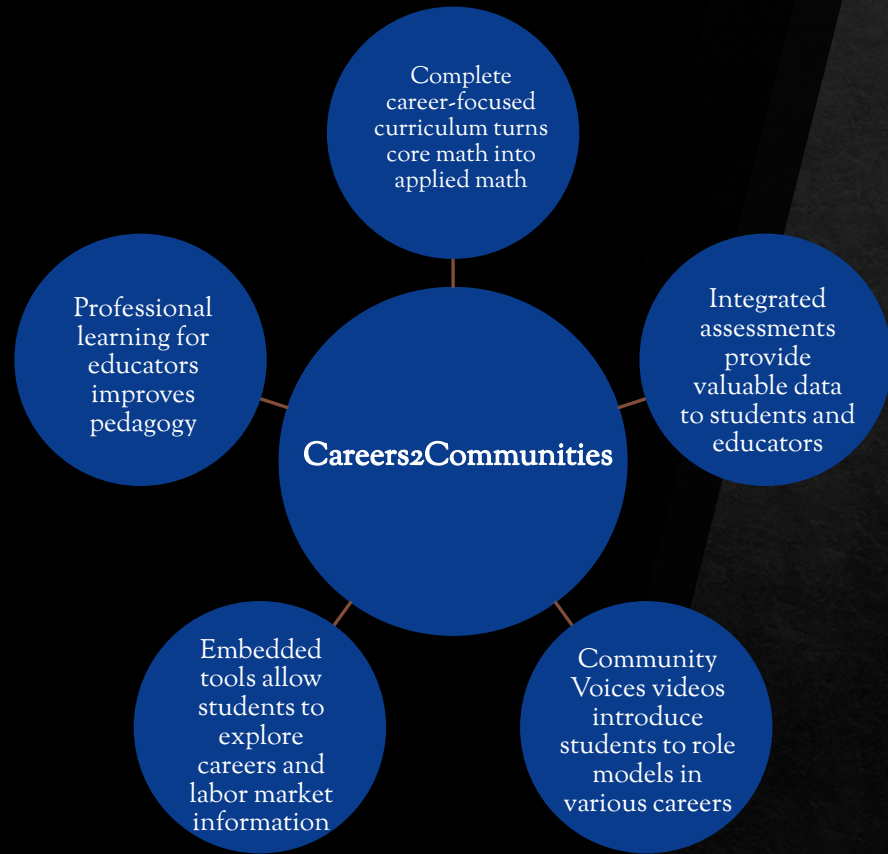 Complete
career-focused
curriculum turns
core math into
applied math
Integrated
assessments
provide
valuable data
to students and
educators
Community
Voices videos
introduce
students to role
models in
various careers
Embedded
tools allow
students to
explore
careers and
labor market
information
Professional
learning for
educators
improves
pedagogy
Careers2Communities